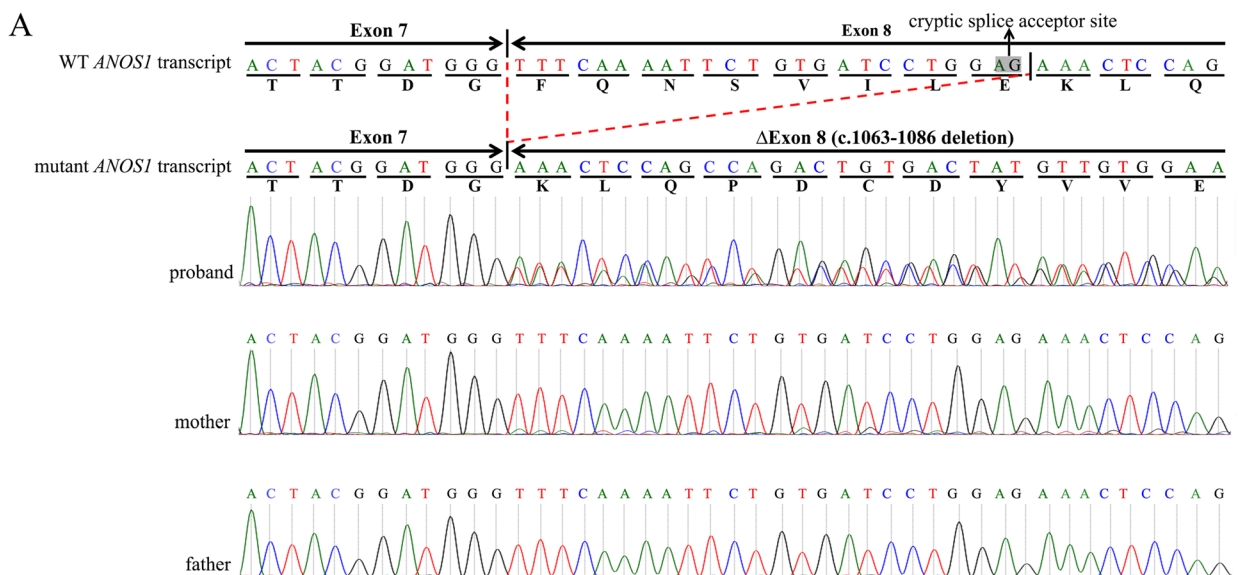 A
cryptic splice acceptor site
Exon 7 Exon 8
WT ANOS1 transcript A C T A C G G A T G G G T T T C A A A A T T C T G T G A T C C T G G A G A A A C T C C A G
T T D G F Q N S V I L E K L Q
Exon 7 ΔExon 8 (c.1063-1086 deletion)
mutant ANOS1 transcript A C T A C G G A T G G G A A A C T C C A G C C A G A C T G T G A C T A T G T T G T G G A A
T T D G K L Q P D C D Y V V E
proband
A C T A C G G A T G G G T T T C A A A A T T C T G T G A T C C T G G A G A A A C T C C A G
mother
A C T A C G G A T G G G T T T C A A A A T T C T G T G A T C C T G G A G A A A C T C C A G
father